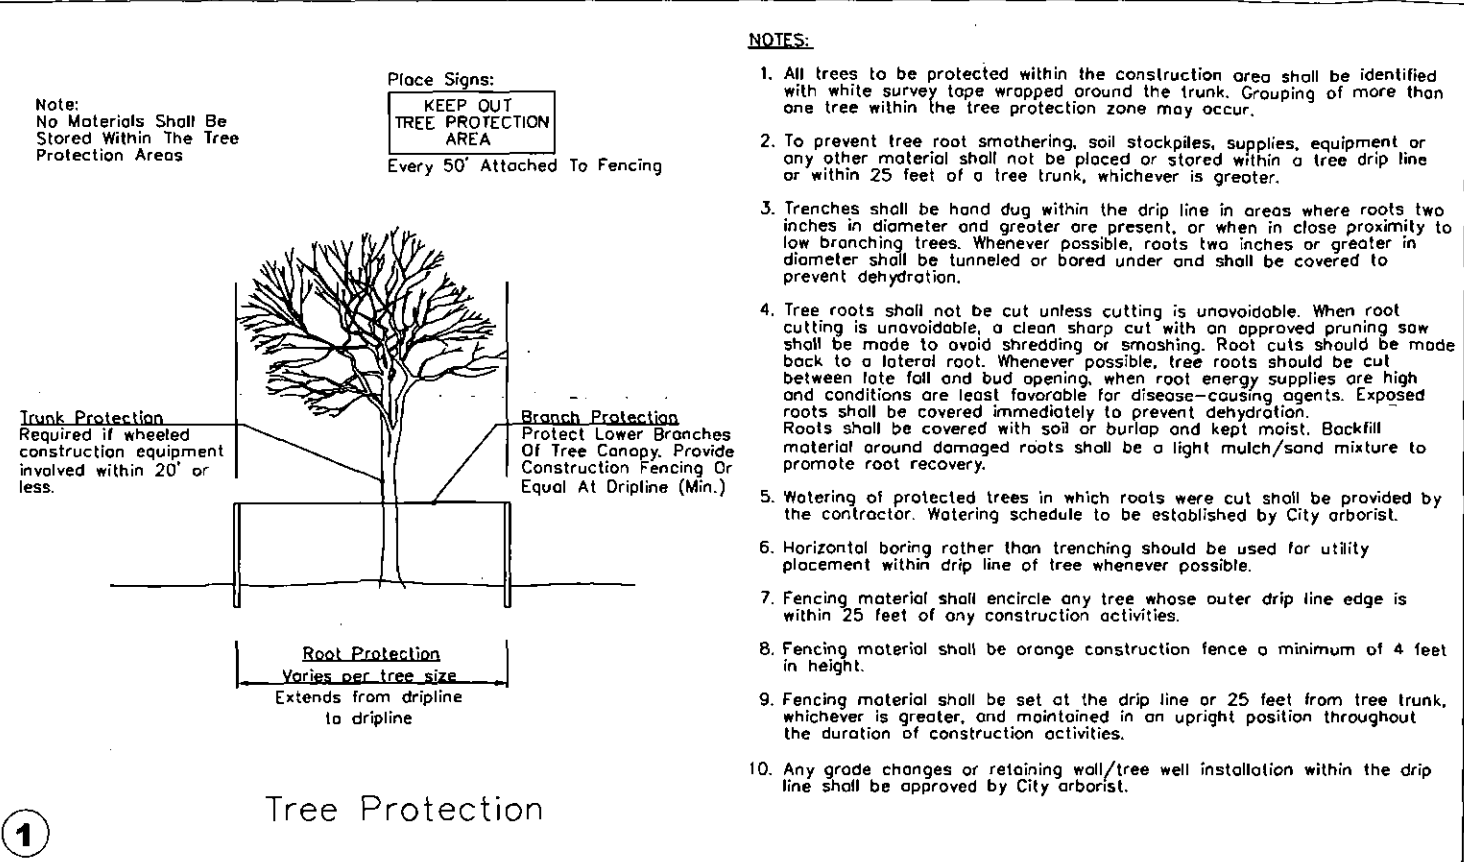 Note:
No Materials Shall Be
Stored Within The Tree
Protection Areas
Place Signs:
KEEP OUT
TREE PROTECTION
AREA
Every 50' Attached To Fencing
Trunk Protection
Required if wheeled
construction equipment
involved within 20' or
less.
Branch Protection
Protect Lower Branches
Of Tree Canopy. Provide
Construction Fencing Or
Equal At Dripline (Min.)
Root Protection
Varies per tree size
Extends from dripline
to dripline
Tree Protection
1
NOTES:
1. All trees to be protected within the construction area shall be identified
with white survey tape wrapped around the trunk. Grouping of more than
one tree within the tree protection zone may occur.
2. To prevent tree root smothering, soil stockpiles, supplies, equipment or
any other material shall not be placed or stored within a tree drip line
or within 25 feet of a tree trunk, whichever is greater.
3. Trenches shall be hand dug within the drip line in areas where roots two
inches in diameter and greater are present, or when in close proximity to
low branching trees. Whenever possible, roots two inches or greater in
diameter shall be tunneled or bored under and shall be covered to
prevent dehydration.
4. Tree roots shall not be cut unless cutting is unavoidable. When root
cutting is unavoidable, a clean sharp cut with an approved pruning saw
shall be made to avoid shredding or smashing. Root cuts should be made
back to a lateral root. Whenever possible, tree roots should be cut
between late fall and bud opening, when root energy supplies are high
and conditions are least favorable for disease-causing agents. Exposed
roots shall be covered immediately to prevent dehydration.
Roots shall be covered with soil or burlap and kept moist. Backfill
material around damaged roots shall be a light mulch/sand mixture to
promote root recovery.
5. Watering of protected trees in which roots were cut shall be provided by
the contractor. Watering schedule to be established by City arborist.
6. Horizontal boring rather than trenching should be used for utility
placement within drip line of tree whenever possible.
7. Fencing material shall encircle any tree whose outer drip line edge is
within 25 feet of any construction activities.
8. Fencing material shall be orange construction fence a minimum of 4 feet
in height.
9. Fencing material shall be set at the drip line or 25 feet from tree trunk,
whichever is greater, and maintained in an upright position throughout
the duration of construction activities.
10. Any grade changes or retaining wall/tree well installation within the drip
line shall be approved by City arborist.